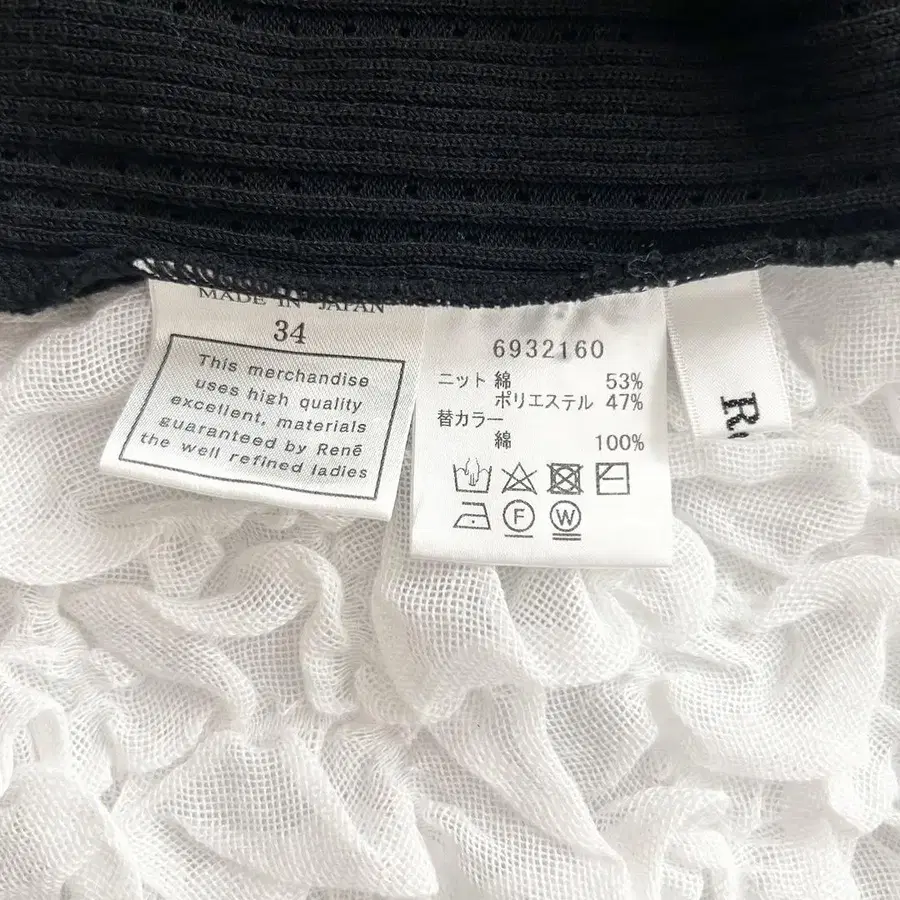 MADE IN JAPAN
34
This merchandise
uses high quality
excellent, materials
guaranteed by René
the well refined ladies
6932160
ニット 綿 53%
ポリエステル 47%
替カラー
綿 100%
F W